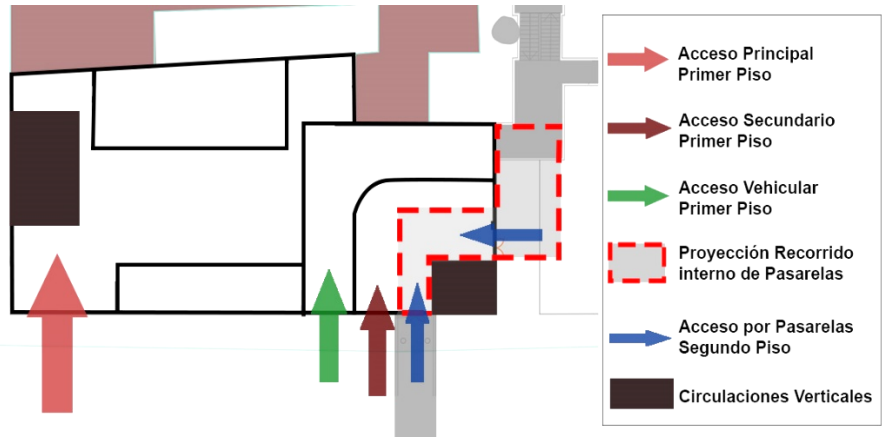 Acceso Principal
Primer Piso
Acceso Secundario
Primer Piso
Acceso Vehicular
Primer Piso
Proyección Recorrido
interno de Pasarelas
Acceso por Pasarelas
Segundo Piso
Circulaciones Verticales